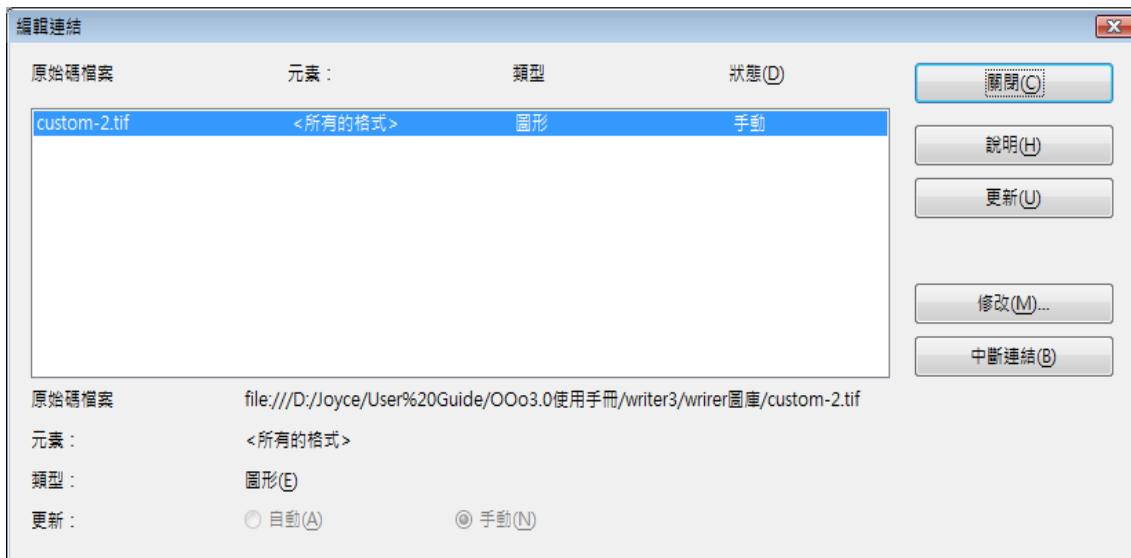 編輯連結
原始碼檔案 元素： 類型 狀態(D)
關閉(C)
custom-2.tif <所有的格式> 圖形 手動
說明(H)
更新(U)
修改(M)...
中斷連結(B)
原始碼檔案 file:///D:/Joyce/User%20Guide/OOo3.0使用手冊/writer3/wrirer圖庫/custom-2.tif
元素： <所有的格式>
類型： 圖形(E)
更新： 自動(A) 手動(N)